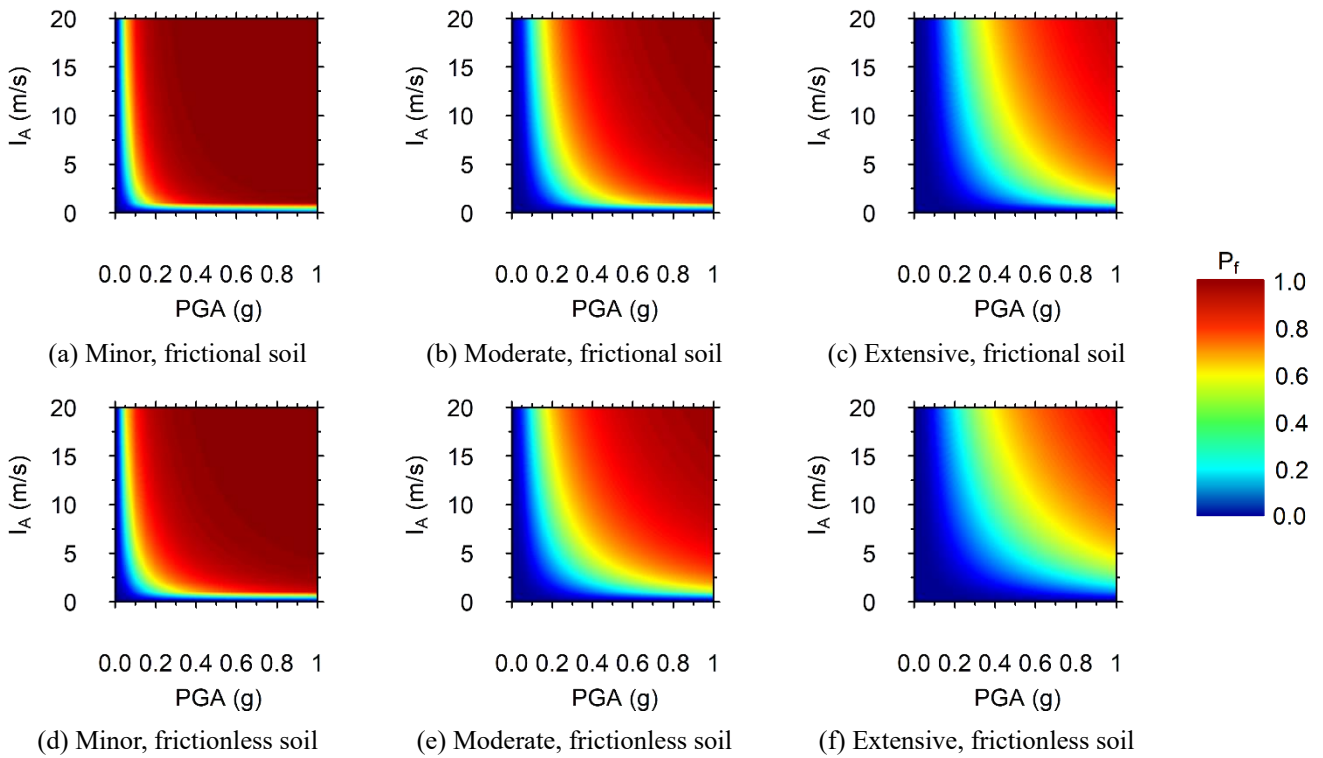 20
15
10
5
0
I_A (m/s)
0.0 0.2 0.4 0.6 0.8 1
PGA (g)
(a) Minor, frictional soil
20
15
10
5
0
I_A (m/s)
0.0 0.2 0.4 0.6 0.8 1
PGA (g)
(b) Moderate, frictional soil
20
15
10
5
0
I_A (m/s)
0.0 0.2 0.4 0.6 0.8 1
PGA (g)
(c) Extensive, frictional soil
P_f
1.0
0.8
0.6
0.4
0.2
0.0
20
15
10
5
0
I_A (m/s)
0.0 0.2 0.4 0.6 0.8 1
PGA (g)
(d) Minor, frictionless soil
20
15
10
5
0
I_A (m/s)
0.0 0.2 0.4 0.6 0.8 1
PGA (g)
(e) Moderate, frictionless soil
20
15
10
5
0
I_A (m/s)
0.0 0.2 0.4 0.6 0.8 1
PGA (g)
(f) Extensive, frictionless soil